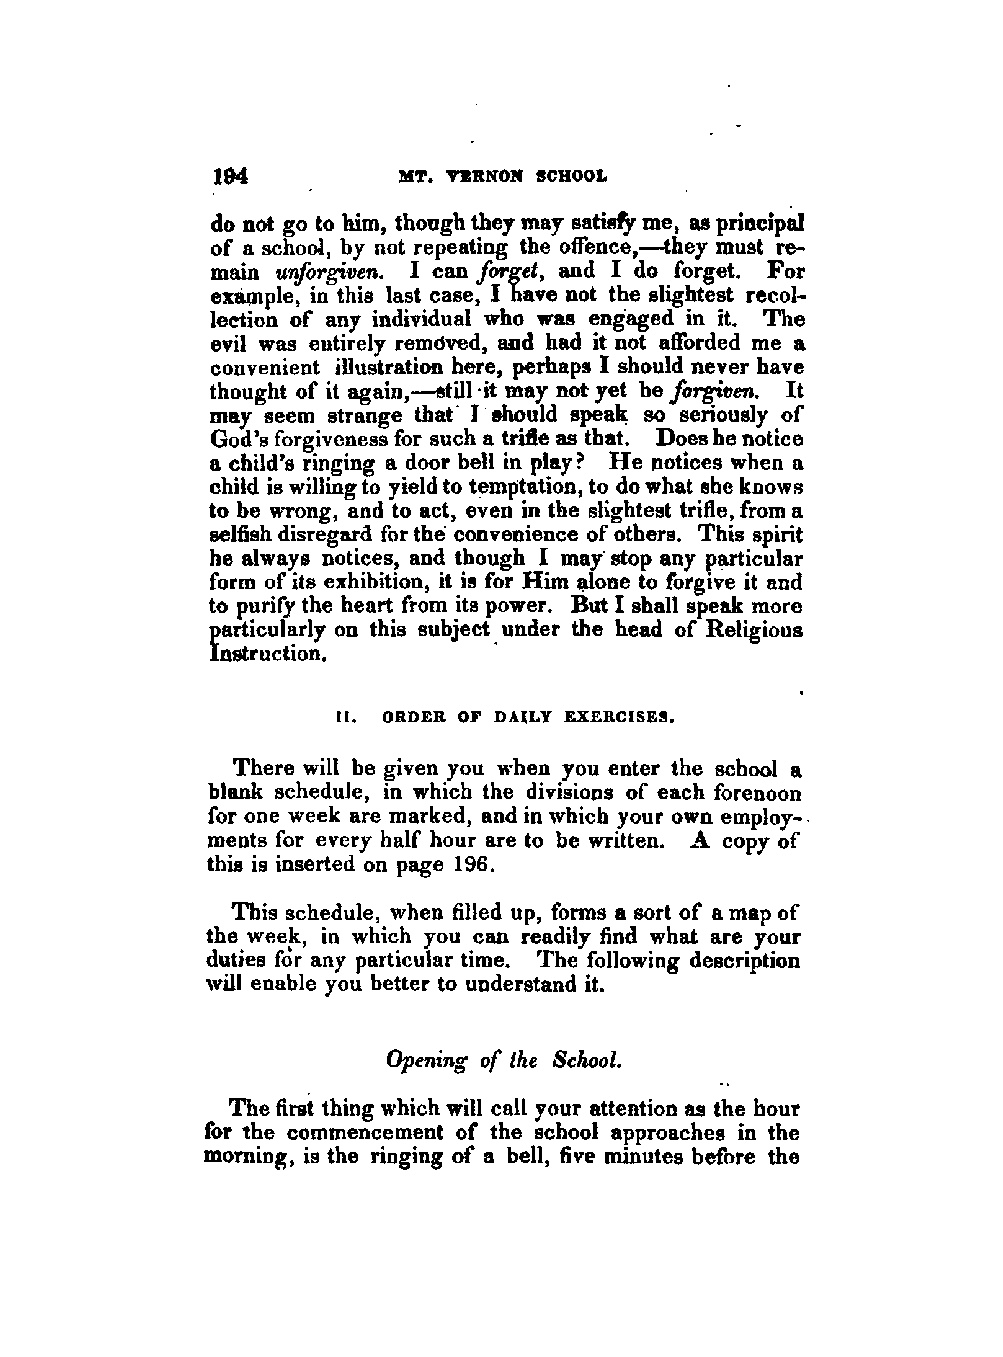 194 MT. VERNON SCHOOL
do not go to him, though they may satisfy me, as principal
of a school, by not repeating the offence,—they must re-
main unforgiven. I can forget, and I do forget. For
example, in this last case, I have not the slightest recol-
lection of any individual who was engaged in it. The
evil was entirely removed, and had it not afforded me a
convenient illustration here, perhaps I should never have
thought of it again,—still it may not yet be forgiven. It
may seem strange that I should speak so seriously of
God's forgiveness for such a trifle as that. Does he notice
a child's ringing a door bell in play? He notices when a
child is willing to yield to temptation, to do what she knows
to be wrong, and to act, even in the slightest trifle, from a
selfish disregard for the convenience of others. This spirit
he always notices, and though I may stop any particular
form of its exhibition, it is for Him alone to forgive it and
to purify the heart from its power. But I shall speak more
particularly on this subject under the head of Religious
Instruction.
II. ORDER OF DAILY EXERCISES.
There will be given you when you enter the school a
blank schedule, in which the divisions of each forenoon
for one week are marked, and in which your own employ-
ments for every half hour are to be written. A copy of
this is inserted on page 196.
This schedule, when filled up, forms a sort of a map of
the week, in which you can readily find what are your
duties for any particular time. The following description
will enable you better to understand it.
Opening of the School.
The first thing which will call your attention as the hour
for the commencement of the school approaches in the
morning, is the ringing of a bell, five minutes before the